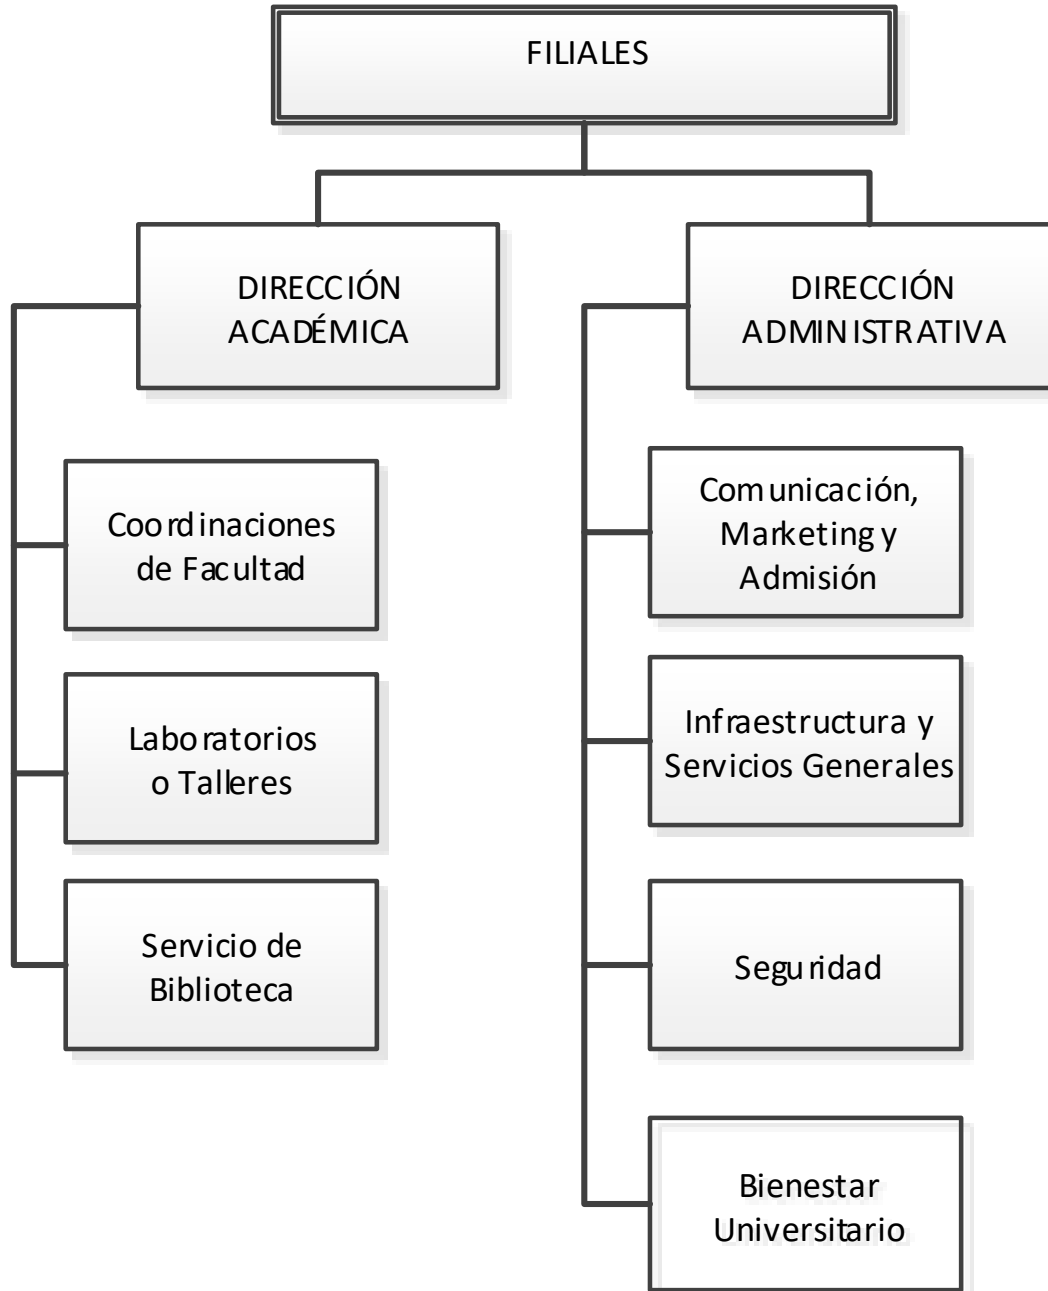 FILIALES
DIRECCIÓN
ACADÉMICA
Coordinaciones
de Facultad
Laboratorios
o Talleres
Servicio de
Biblioteca
DIRECCIÓN
ADMINISTRATIVA
Comunicación,
Marketing y
Admisión
Infraestructura y
Servicios Generales
Seguridad
Bienestar
Universitario